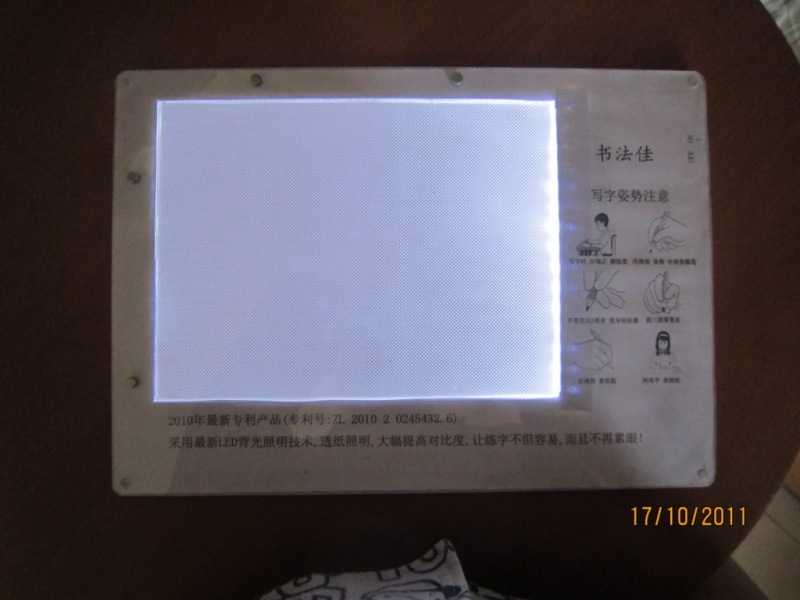 书法佳
写字姿势注意
2010年最新专利产品(专利号:ZL 2010 2 0245432.6)
采用最新LED背光照明技术,透纸照明,大幅提高对比度,让练字不但容易,而且不再累眼!
17/10/2011